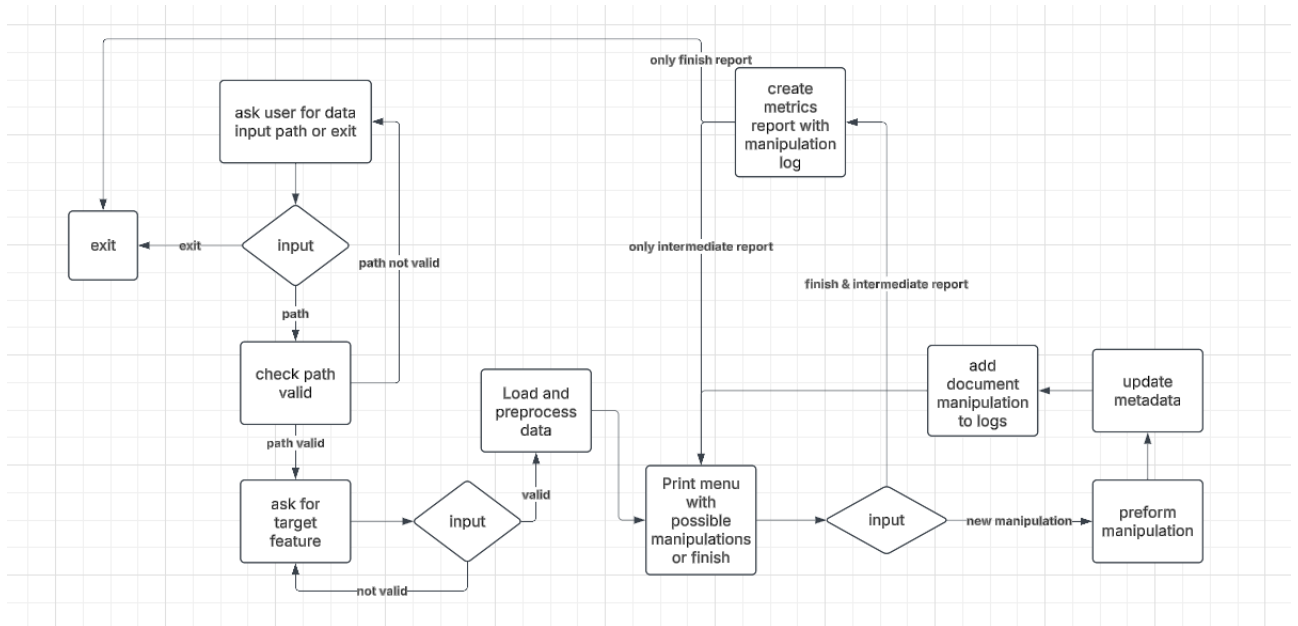 only finish report
ask user for data
input path or exit
create
metrics
report with
manipulation
log
exit
exit
input
path not valid
only intermediate report
finish & intermediate report
path
check path
valid
Load and
preprocess
data
add
document
manipulation
to logs
update
metadata
path valid
ask for
target
feature
input
valid
not valid
Print menu
with
possible
manipulations
or finish
input
new manipulation
preform
manipulation